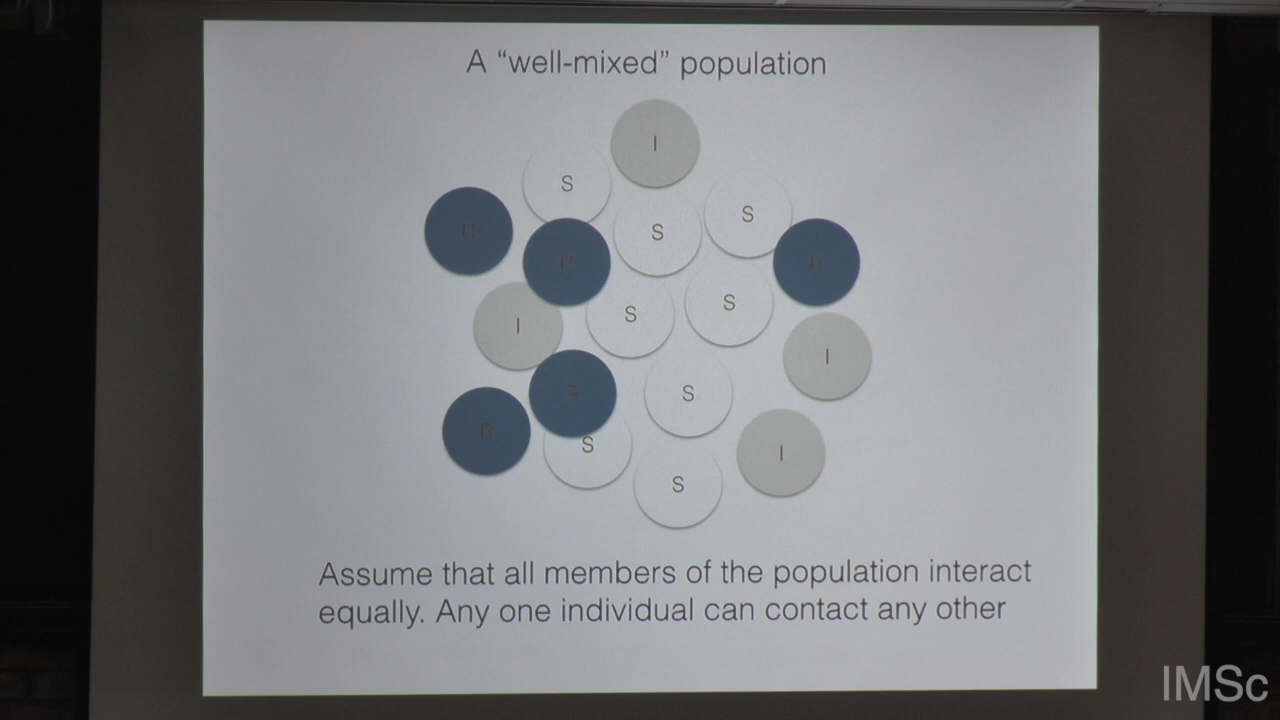 A “well-mixed” population
I
S
S
S
R
R
R
S
S
I
I
R
S
R
S
I
S
Assume that all members of the population interact
equally. Any one individual can contact any other
IMSc